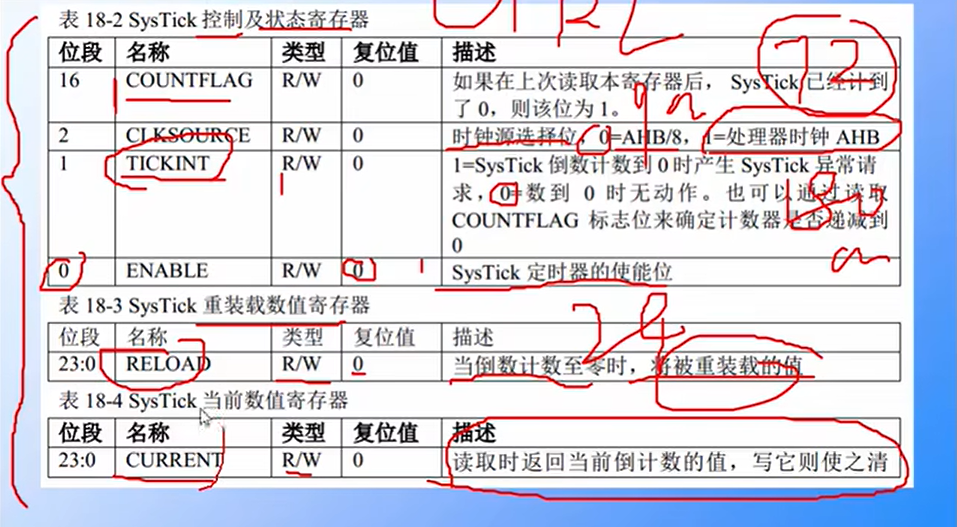 CTRL
表 18-2 SysTick 控制及状态寄存器
位段 名称 类型 复位值 描述
72
16 COUNTFLAG R/W 0 如果在上次读取本寄存器后， SysTick 已经计到
了 0，则该位为 1。
2 CLKSOURCE R/W 0 时钟源选择位，0=AHB/8，1=处理器时钟 AHB
1 TICKINT R/W 0 1=SysTick 倒数计数到 0 时产生 SysTick 异常请
求，0=数到 0 时无动作。也可以通过读取
COUNTFLAG 标志位来确定计数器是否递减到
0
180
0 ENABLE R/W 0 SysTick 定时器的使能位
1
表 18-3 SysTick 重装载数值寄存器
24
位段 名称 类型 复位值 描述
23:0 RELOAD R/W 0 当倒数计数至零时，将被重装载的值
表 18-4 SysTick 当前数值寄存器
位段 名称 类型 复位值 描述
23:0 CURRENT R/W 0 读取时返回当前倒计数的值，写它则使之清